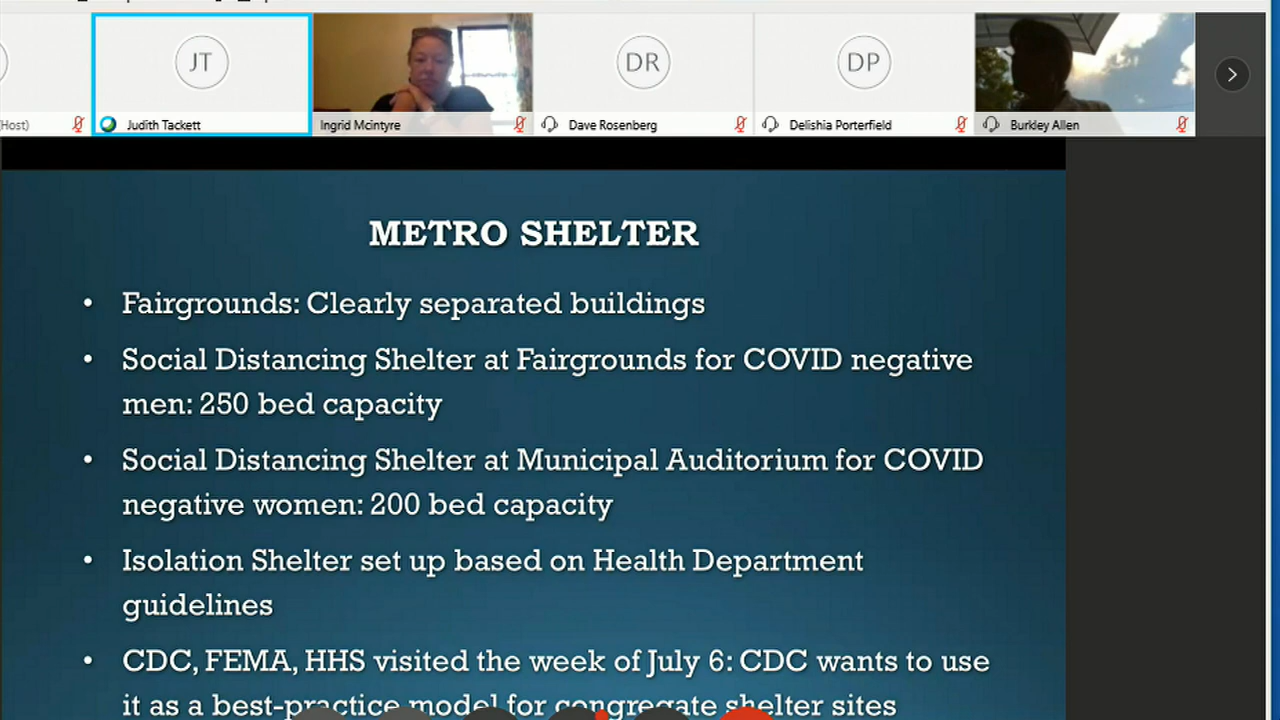 JT
DR
DP
Host)
Judith Tackett
Ingrid Mcintyre
Dave Rosenberg
Delishia Porterfield
Burkley Allen
METRO SHELTER
• Fairgrounds: Clearly separated buildings
• Social Distancing Shelter at Fairgrounds for COVID negative
men: 250 bed capacity
• Social Distancing Shelter at Municipal Auditorium for COVID
negative women: 200 bed capacity
• Isolation Shelter set up based on Health Department
guidelines
• CDC, FEMA, HHS visited the week of July 6: CDC wants to use
it as a best-practice model for congregate shelter sites